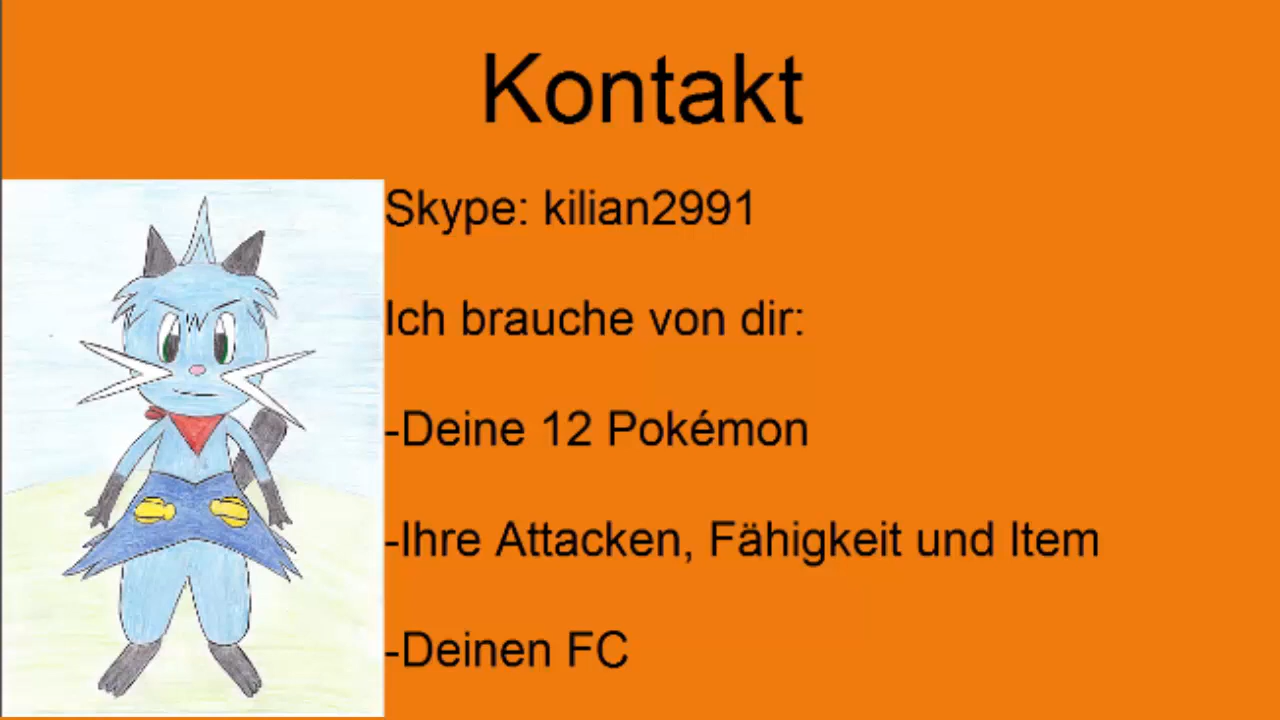 Kontakt
Skype: kilian2991
Ich brauche von dir:
-Deine 12 Pokémon
-Ihre Attacken, Fähigkeit und Item
-Deinen FC